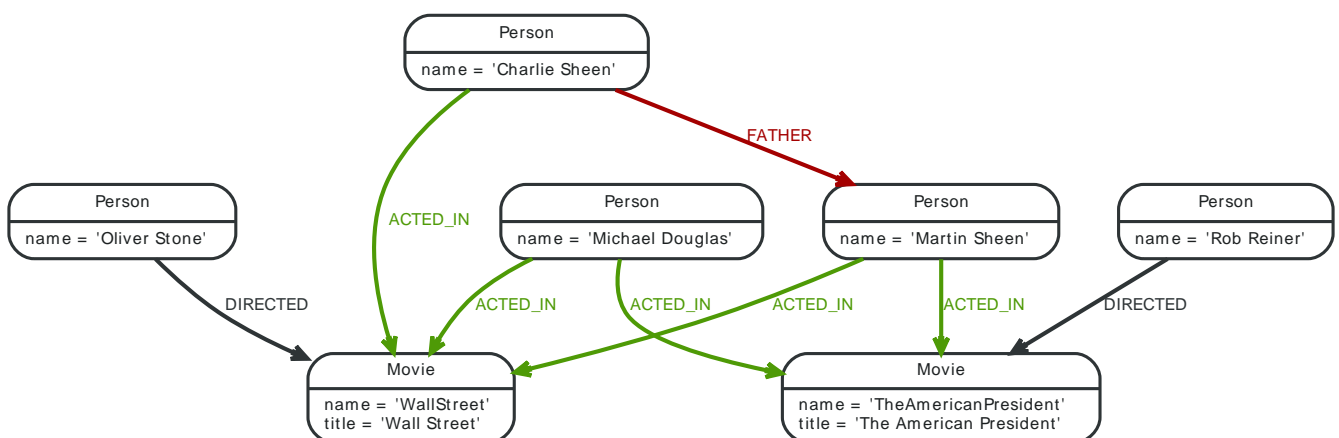 Person
name = 'Charlie Sheen'
FATHER
Person
name = 'Oliver Stone'
Person
name = 'Michael Douglas'
Person
name = 'Martin Sheen'
Person
name = 'Rob Reiner'
ACTED_IN
DIRECTED
ACTED_IN
ACTED_IN
ACTED_IN
ACTED_IN
DIRECTED
Movie
name = 'WallStreet'
title = 'Wall Street'
Movie
name = 'TheAmericanPresident'
title = 'The American President'